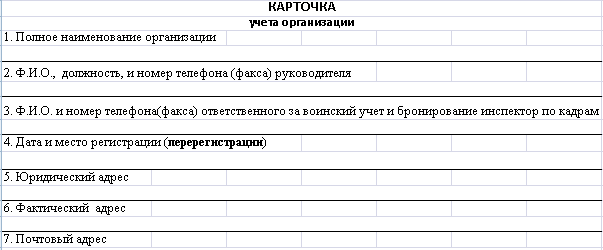 КАРТОЧКА
учета организации
1. Полное наименование организации
2. Ф.И.О., должность, и номер телефона (факса) руководителя
3. Ф.И.О. и номер телефона(факса) ответственного за воинский учет и бронирование инспектор по кадрам
4. Дата и место регистрации (перерегистрации)
5. Юридический адрес
6. Фактический адрес
7. Почтовый адрес